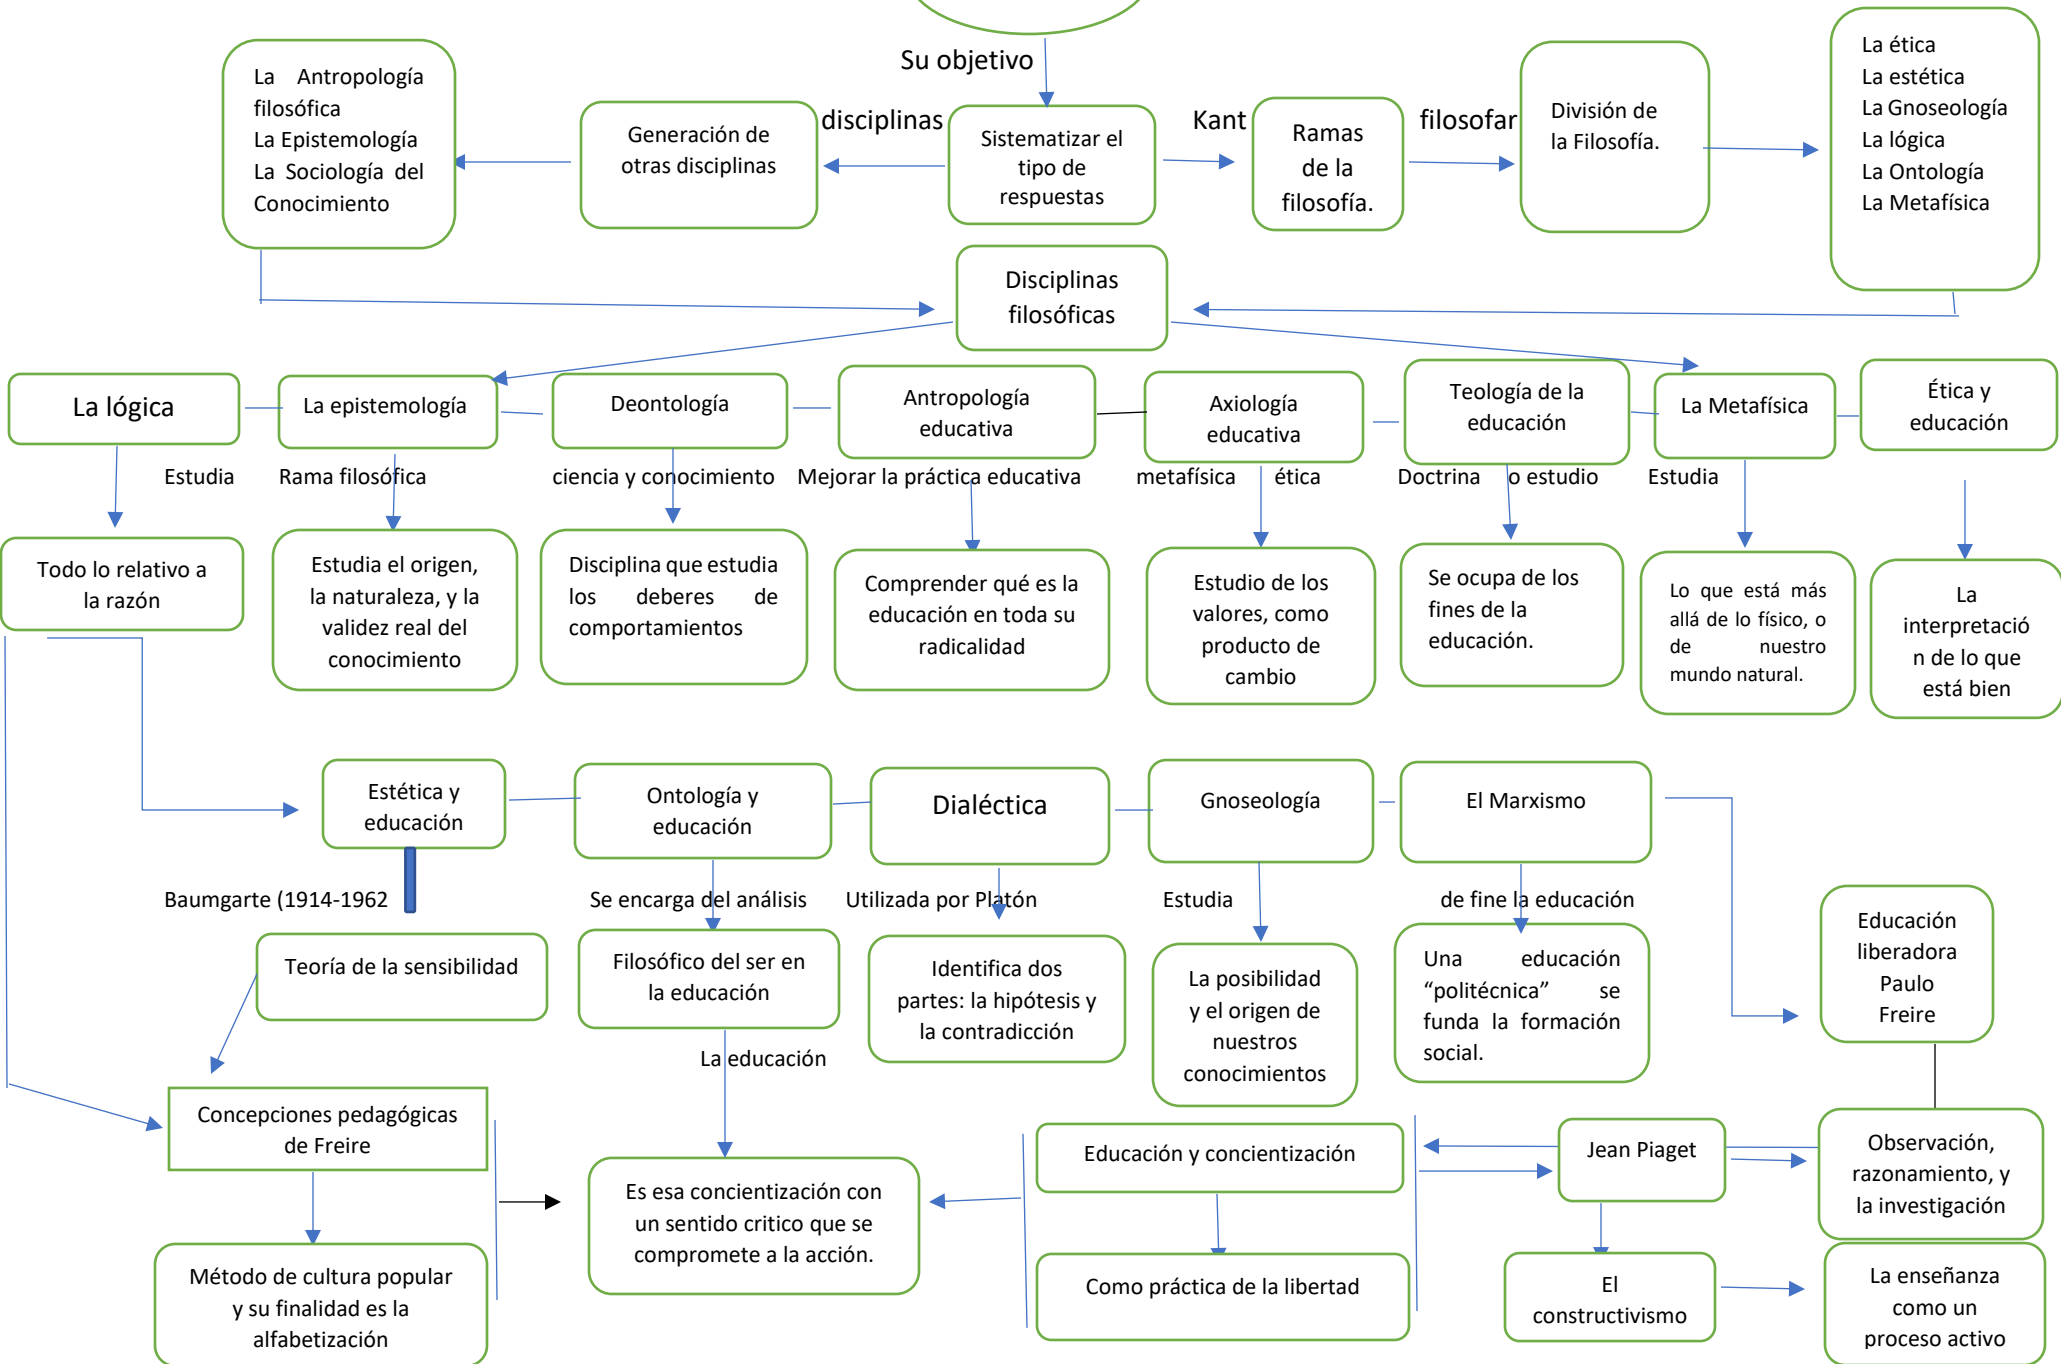 Su objetivo
La Antropología
filosófica
La Epistemología
La Sociología del
Conocimiento
Generación de
otras disciplinas
disciplinas
Sistematizar el
tipo de
respuestas
Kant
Ramas
de la
filosofía.
filosofar
División de
la Filosofía.
La ética
La estética
La Gnoseología
La lógica
La Ontología
La Metafísica
Disciplinas
filosóficas
La lógica
La epistemología
Deontología
Antropología
educativa
Axiología
educativa
Teología de la
educación
La Metafísica
Ética y
educación
Estudia
Rama filosófica
ciencia y conocimiento
Mejorar la práctica educativa
metafísica ética
Doctrina o estudio
Estudia
Todo lo relativo a
la razón
Estudia el origen,
la naturaleza, y la
validez real del
conocimiento
Disciplina que estudia
los deberes de
comportamientos
Comprender qué es la
educación en toda su
radicalidad
Estudio de los
valores, como
producto de
cambio
Se ocupa de los
fines de la
educación.
Lo que está más
allá de lo físico, o
de nuestro
mundo natural.
La
interpretació
n de lo que
está bien
Estética y
educación
Ontología y
educación
Dialéctica
Gnoseología
El Marxismo
Baumgarte (1914-1962
Se encarga del análisis
Utilizada por Platón
Estudia
de fine la educación
Teoría de la sensibilidad
Filosófico del ser en
la educación
Identifica dos
partes: la hipótesis y
la contradicción
La posibilidad
y el origen de
nuestros
conocimientos
Una educación
“politécnica” se
funda la formación
social.
Educación
liberadora
Paulo
Freire
La educación
Concepciones pedagógicas
de Freire
Es esa concientización con
un sentido critico que se
compromete a la acción.
Educación y concientización
Jean Piaget
Observación,
razonamiento, y
la investigación
Método de cultura popular
y su finalidad es la
alfabetización
Como práctica de la libertad
El
constructivismo
La enseñanza
como un
proceso activo